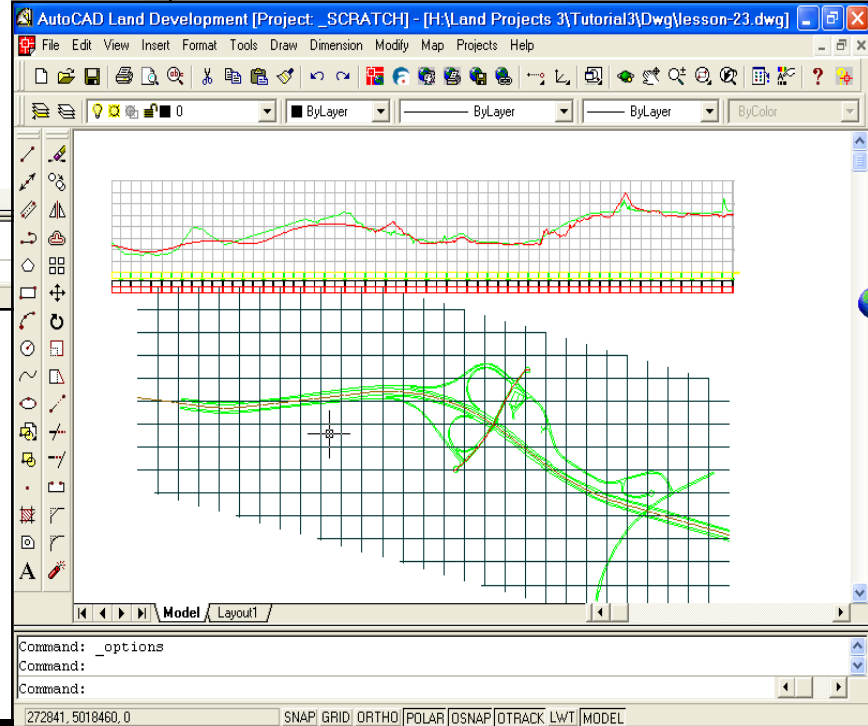 AutoCAD Land Development [Project: _SCRATCH] - [H:\Land Projects 3\Tutorial3\Dwg\lesson-23.dwg]
File Edit View Insert Format Tools Draw Dimension Modify Map Projects Help
0 ByLayer ByLayer ByLayer ByColor
A
Model Layout1
Command: _options
Command:
Command:
272841, 5018460, 0 SNAP GRID ORTHO POLAR OSNAP OTRACK LWT MODEL